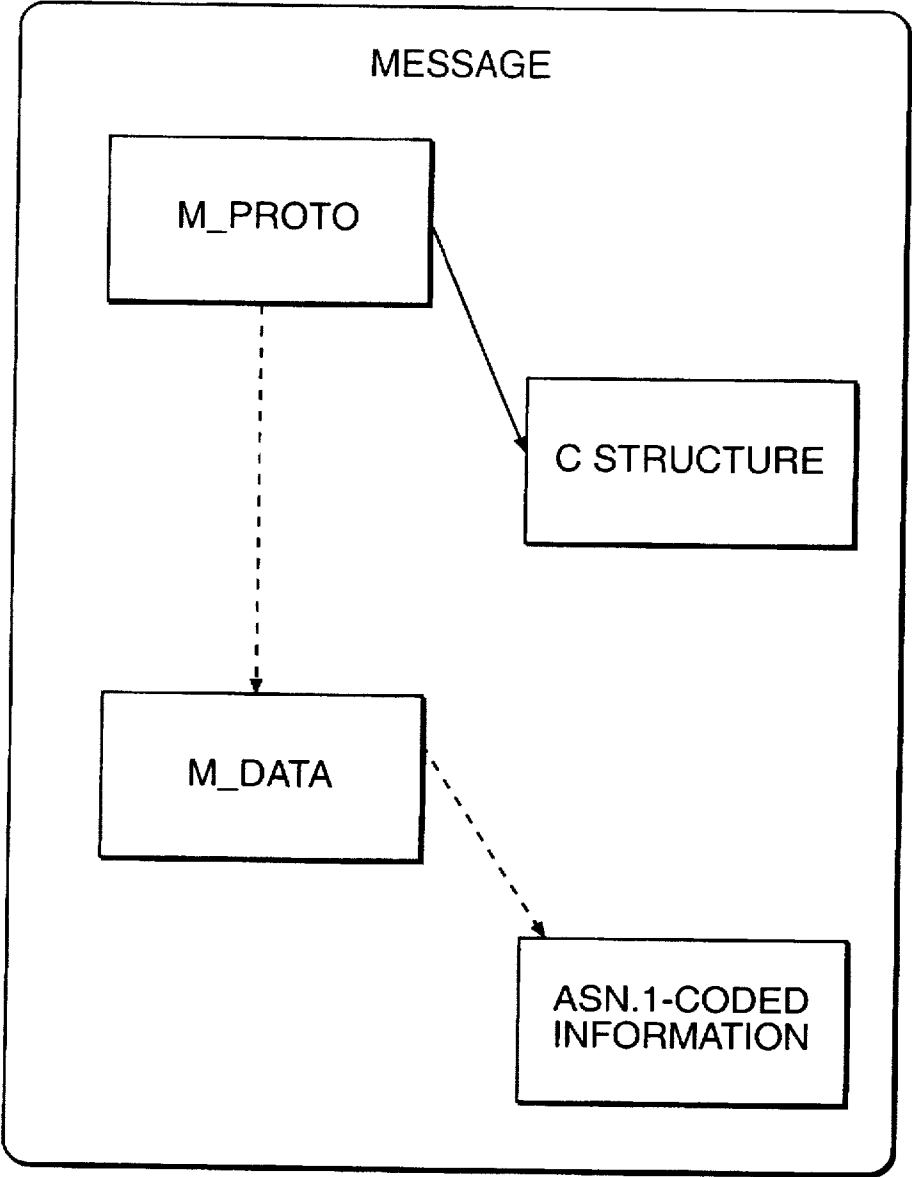 MESSAGE
M_PROTO
C STRUCTURE
M_DATA
ASN.1-CODED
INFORMATION